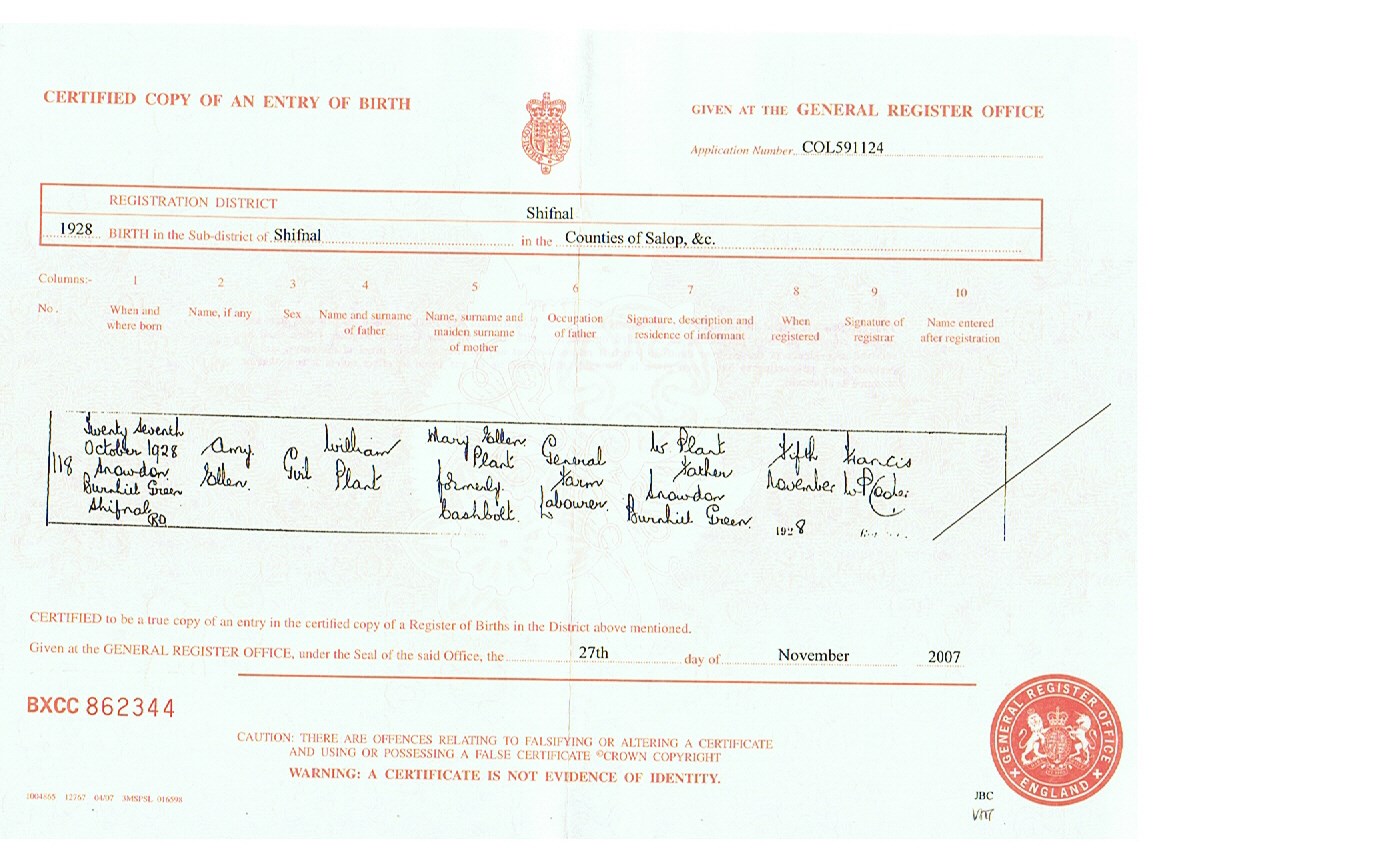 CERTIFIED COPY OF AN ENTRY OF BIRTH
GIVEN AT THE GENERAL REGISTER OFFICE
Application Number COL591124
REGISTRATION DISTRICT Shifnal
1928 BIRTH in the Sub-district of Shifnal in the Counties of Salop, &c.
Columns:- 1 2 3 4 5 6 7 8 9 10
No. When and where born Name, if any Sex Name and surname of father Name, surname and maiden surname of mother Occupation of father Signature, description and residence of informant When registered Signature of registrar Name entered after registration
118
Twenty Seventh
October 1928
Snowdon
Burnhill Green
Shifnal
RD
Amy
Ellen
Girl
William
Plant
Mary Ellen
Plant
formerly
Cashbolt
General
Farm
Labourer
W Plant
Father
Snowdon
Burnhill Green
Fifth
November
1928
Francis
CERTIFIED to be a true copy of an entry in the certified copy of a Register of Births in the District above mentioned.
Given at the GENERAL REGISTER OFFICE, under the Seal of the said Office, the 27th day of November 2007
BXCC 862344
CAUTION: THERE ARE OFFENCES RELATING TO FALSIFYING OR ALTERING A CERTIFICATE
AND USING OR POSSESSING A FALSE CERTIFICATE ©CROWN COPYRIGHT
WARNING: A CERTIFICATE IS NOT EVIDENCE OF IDENTITY.
GENERAL REGISTER OFFICE
ENGLAND
12767 04/07 3MSPSL 016598
JBC